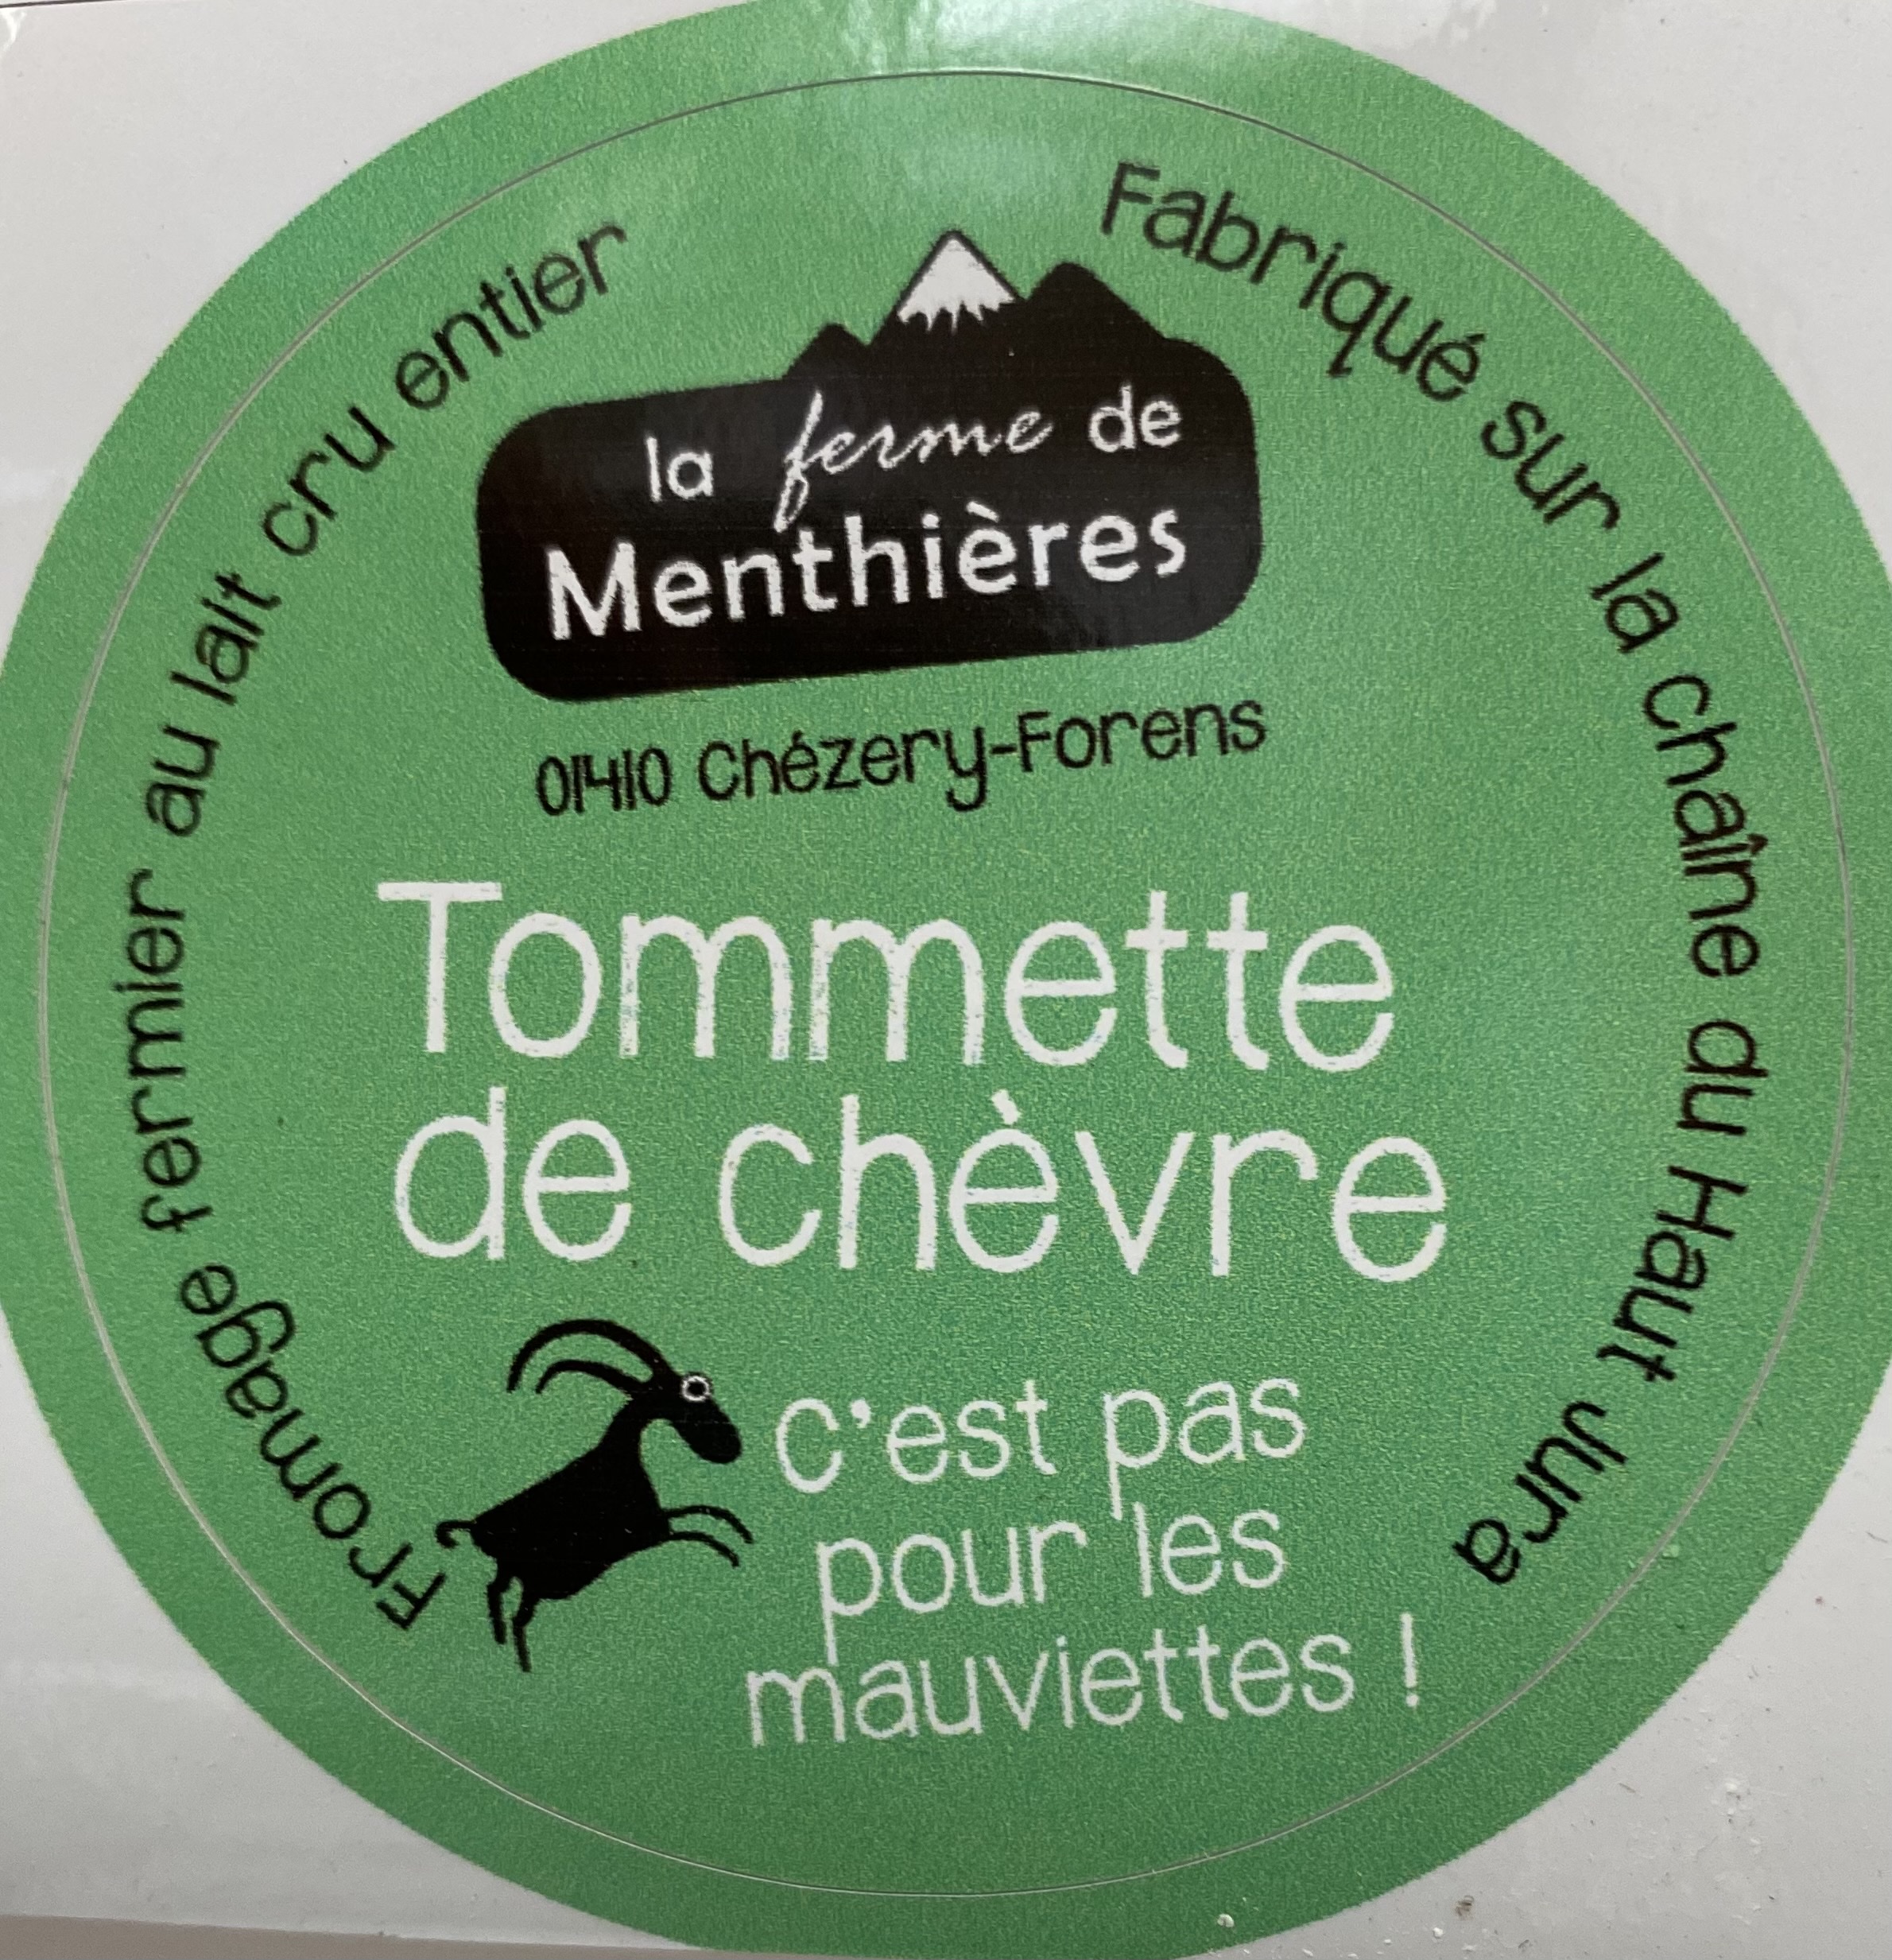 Fromage fermier au lait cru entier
Fabriqué sur la chaîne du Haut Jura
la ferme de
Menthières
01410 Chézery-Forens
Tommette
de chèvre
C'est pas
pour les
mauviettes !